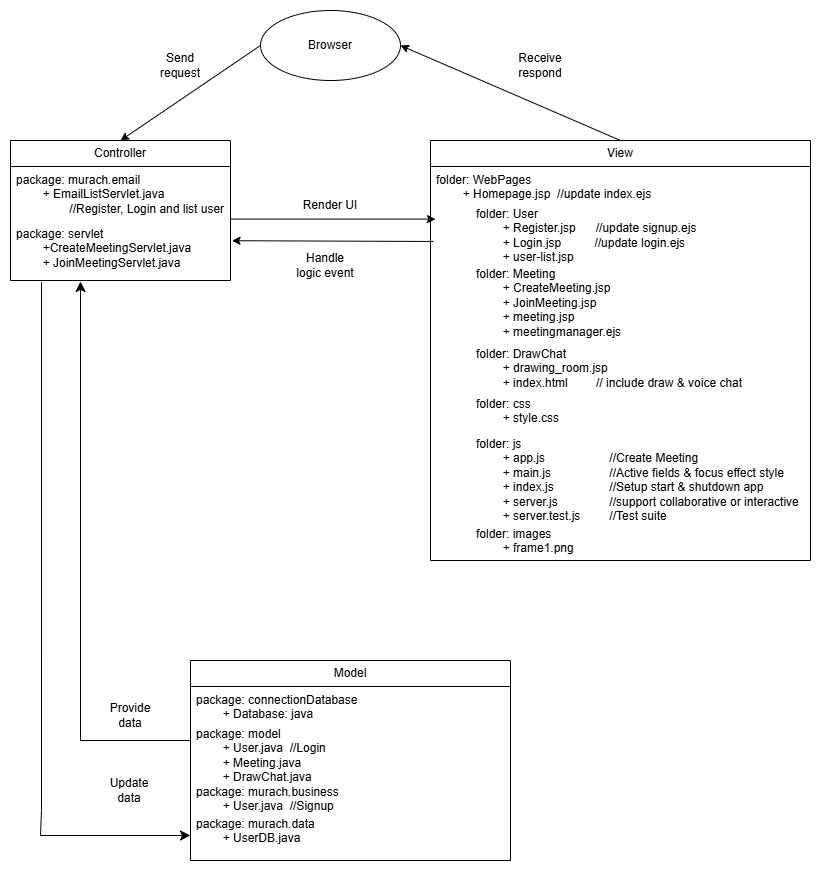 Browser
Send
request
Receive
respond
Controller
package: murach.email
+ EmailListServlet.java
//Register, Login and list user
package: servlet
+CreateMeetingServlet.java
+ JoinMeetingServlet.java
Render UI
Handle
logic event
View
folder: WebPages
+ Homepage.jsp //update index.ejs
folder: User
+ Register.jsp //update signup.ejs
+ Login.jsp //update login.ejs
+ user-list.jsp
folder: Meeting
+ CreateMeeting.jsp
+ JoinMeeting.jsp
+ meeting.jsp
+ meetingmanager.ejs
folder: DrawChat
+ drawing_room.jsp
+ index.html // include draw & voice chat
folder: css
+ style.css
folder: js
+ app.js //Create Meeting
+ main.js //Active fields & focus effect style
+ index.js //Setup start & shutdown app
+ server.js //support collaborative or interactive
+ server.test.js //Test suite
folder: images
+ frame1.png
Provide
data
Update
data
Model
package: connectionDatabase
+ Database: java
package: model
+ User.java //Login
+ Meeting.java
+ DrawChat.java
package: murach.business
+ User.java //Signup
package: murach.data
+ UserDB.java